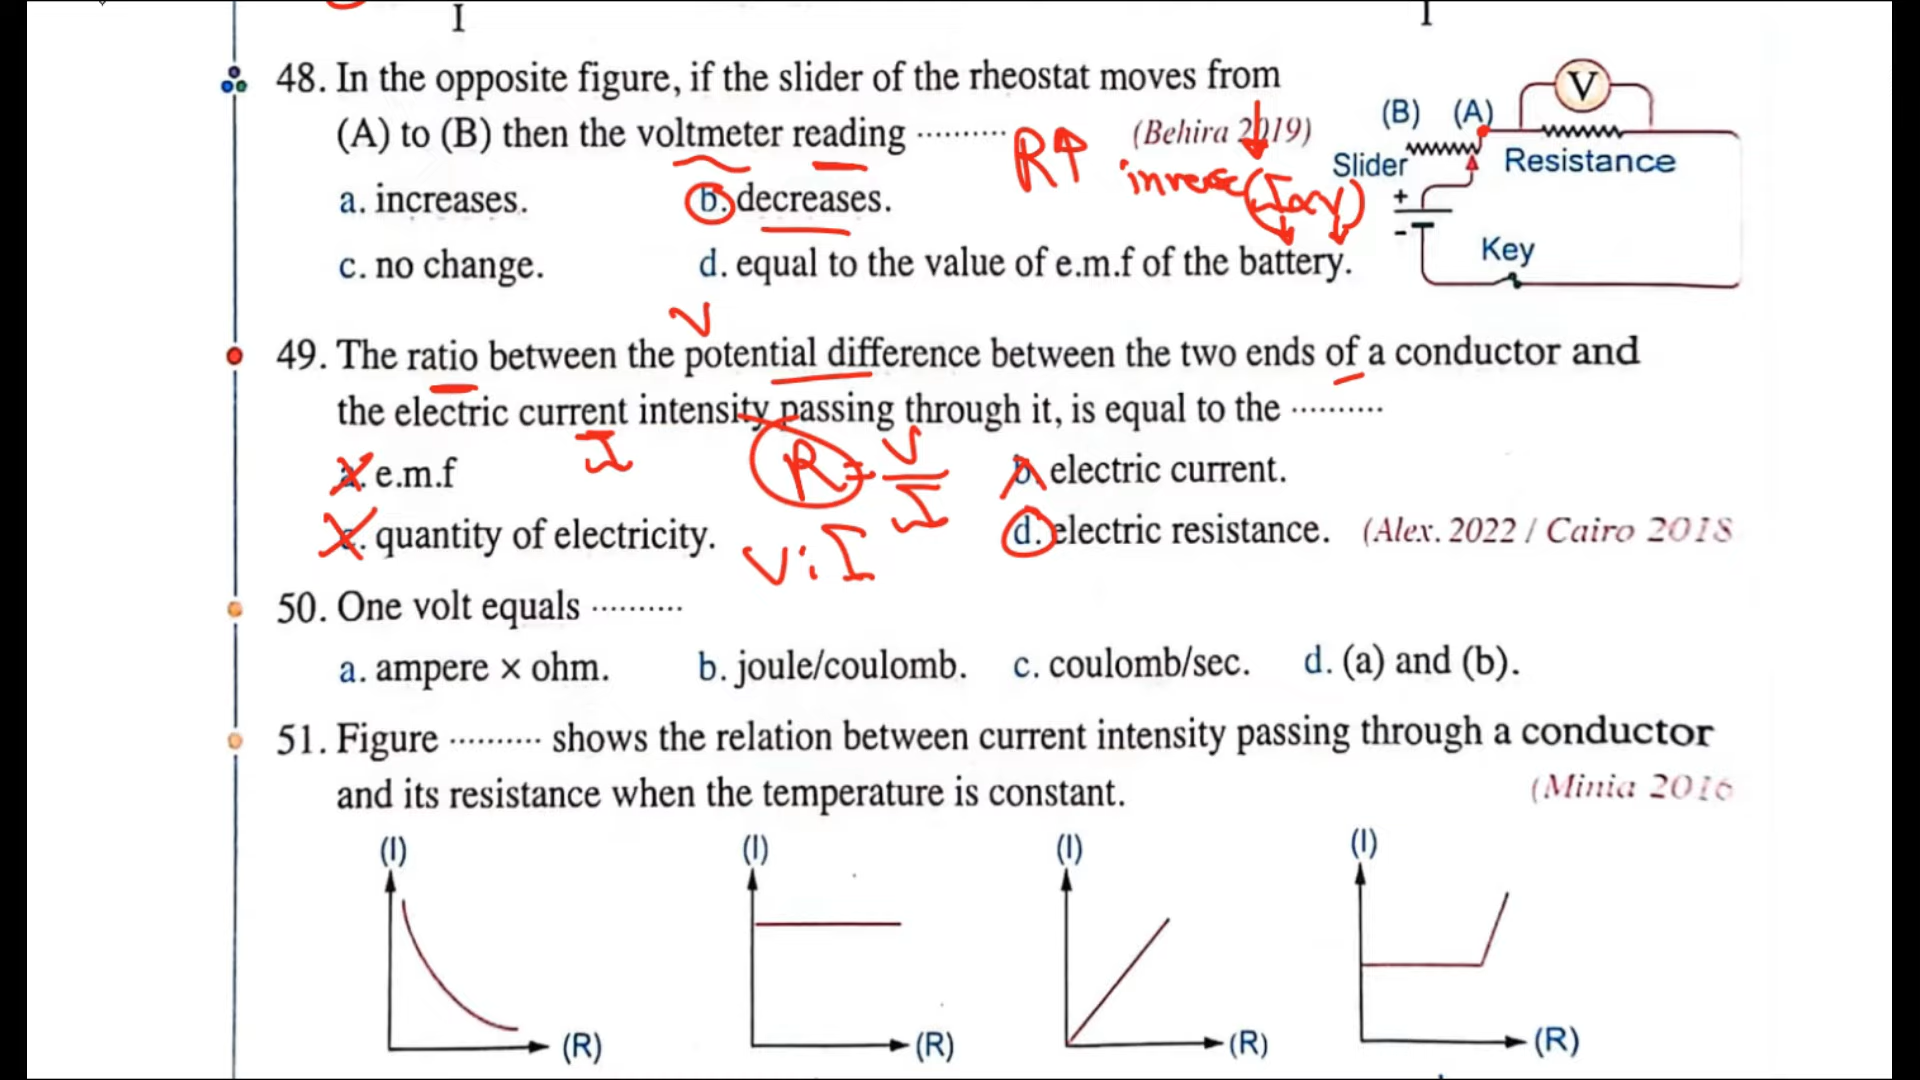 I I
48. In the opposite figure, if the slider of the rheostat moves from
(A) to (B) then the voltmeter reading .......... (Behira 2019)
R↑ inverse (I∝V)
a. increases. b. decreases.
c. no change. d. equal to the value of e.m.f of the battery.
V
(B) (A)
Slider Resistance
+
-
Key
V
49. The ratio between the potential difference between the two ends of a conductor and
the electric current intensity passing through it, is equal to the ..........
I R = V/I
a. e.m.f b. electric current.
c. quantity of electricity. d. electric resistance. (Alex. 2022 / Cairo 2018
V : I
50. One volt equals ..........
a. ampere × ohm. b. joule/coulomb. c. coulomb/sec. d. (a) and (b).
51. Figure .......... shows the relation between current intensity passing through a conductor
and its resistance when the temperature is constant. (Minia 2016
(I) (I) (I) (I)
(R) (R) (R) (R)